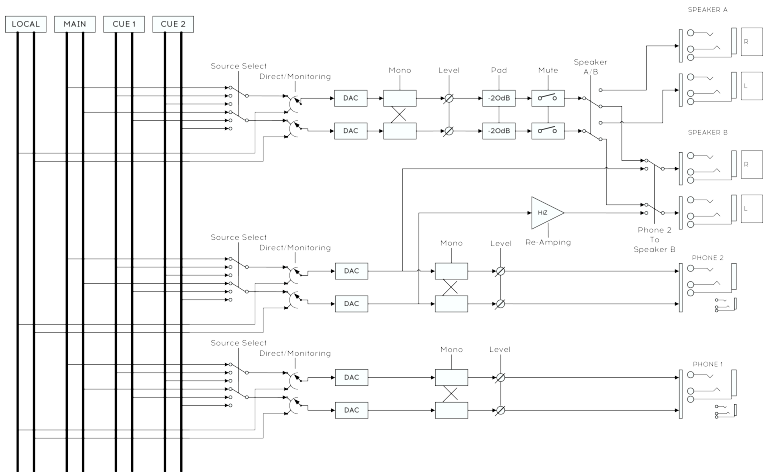 SPEAKER A
LOCAL MAIN CUE 1 CUE 2
R
Source Select
Direct/Monitoring
Mono
Level
Pad
Mute
Speaker
A/B
L
DAC
-20dB
DAC
-20dB
SPEAKER B
R
L
HiZ
Re-Amping
Phone 2
To
Speaker B
Source Select
Direct/Monitoring
Mono
Level
PHONE 2
DAC
DAC
Source Select
Direct/Monitoring
Mono
Level
PHONE 1
DAC
DAC